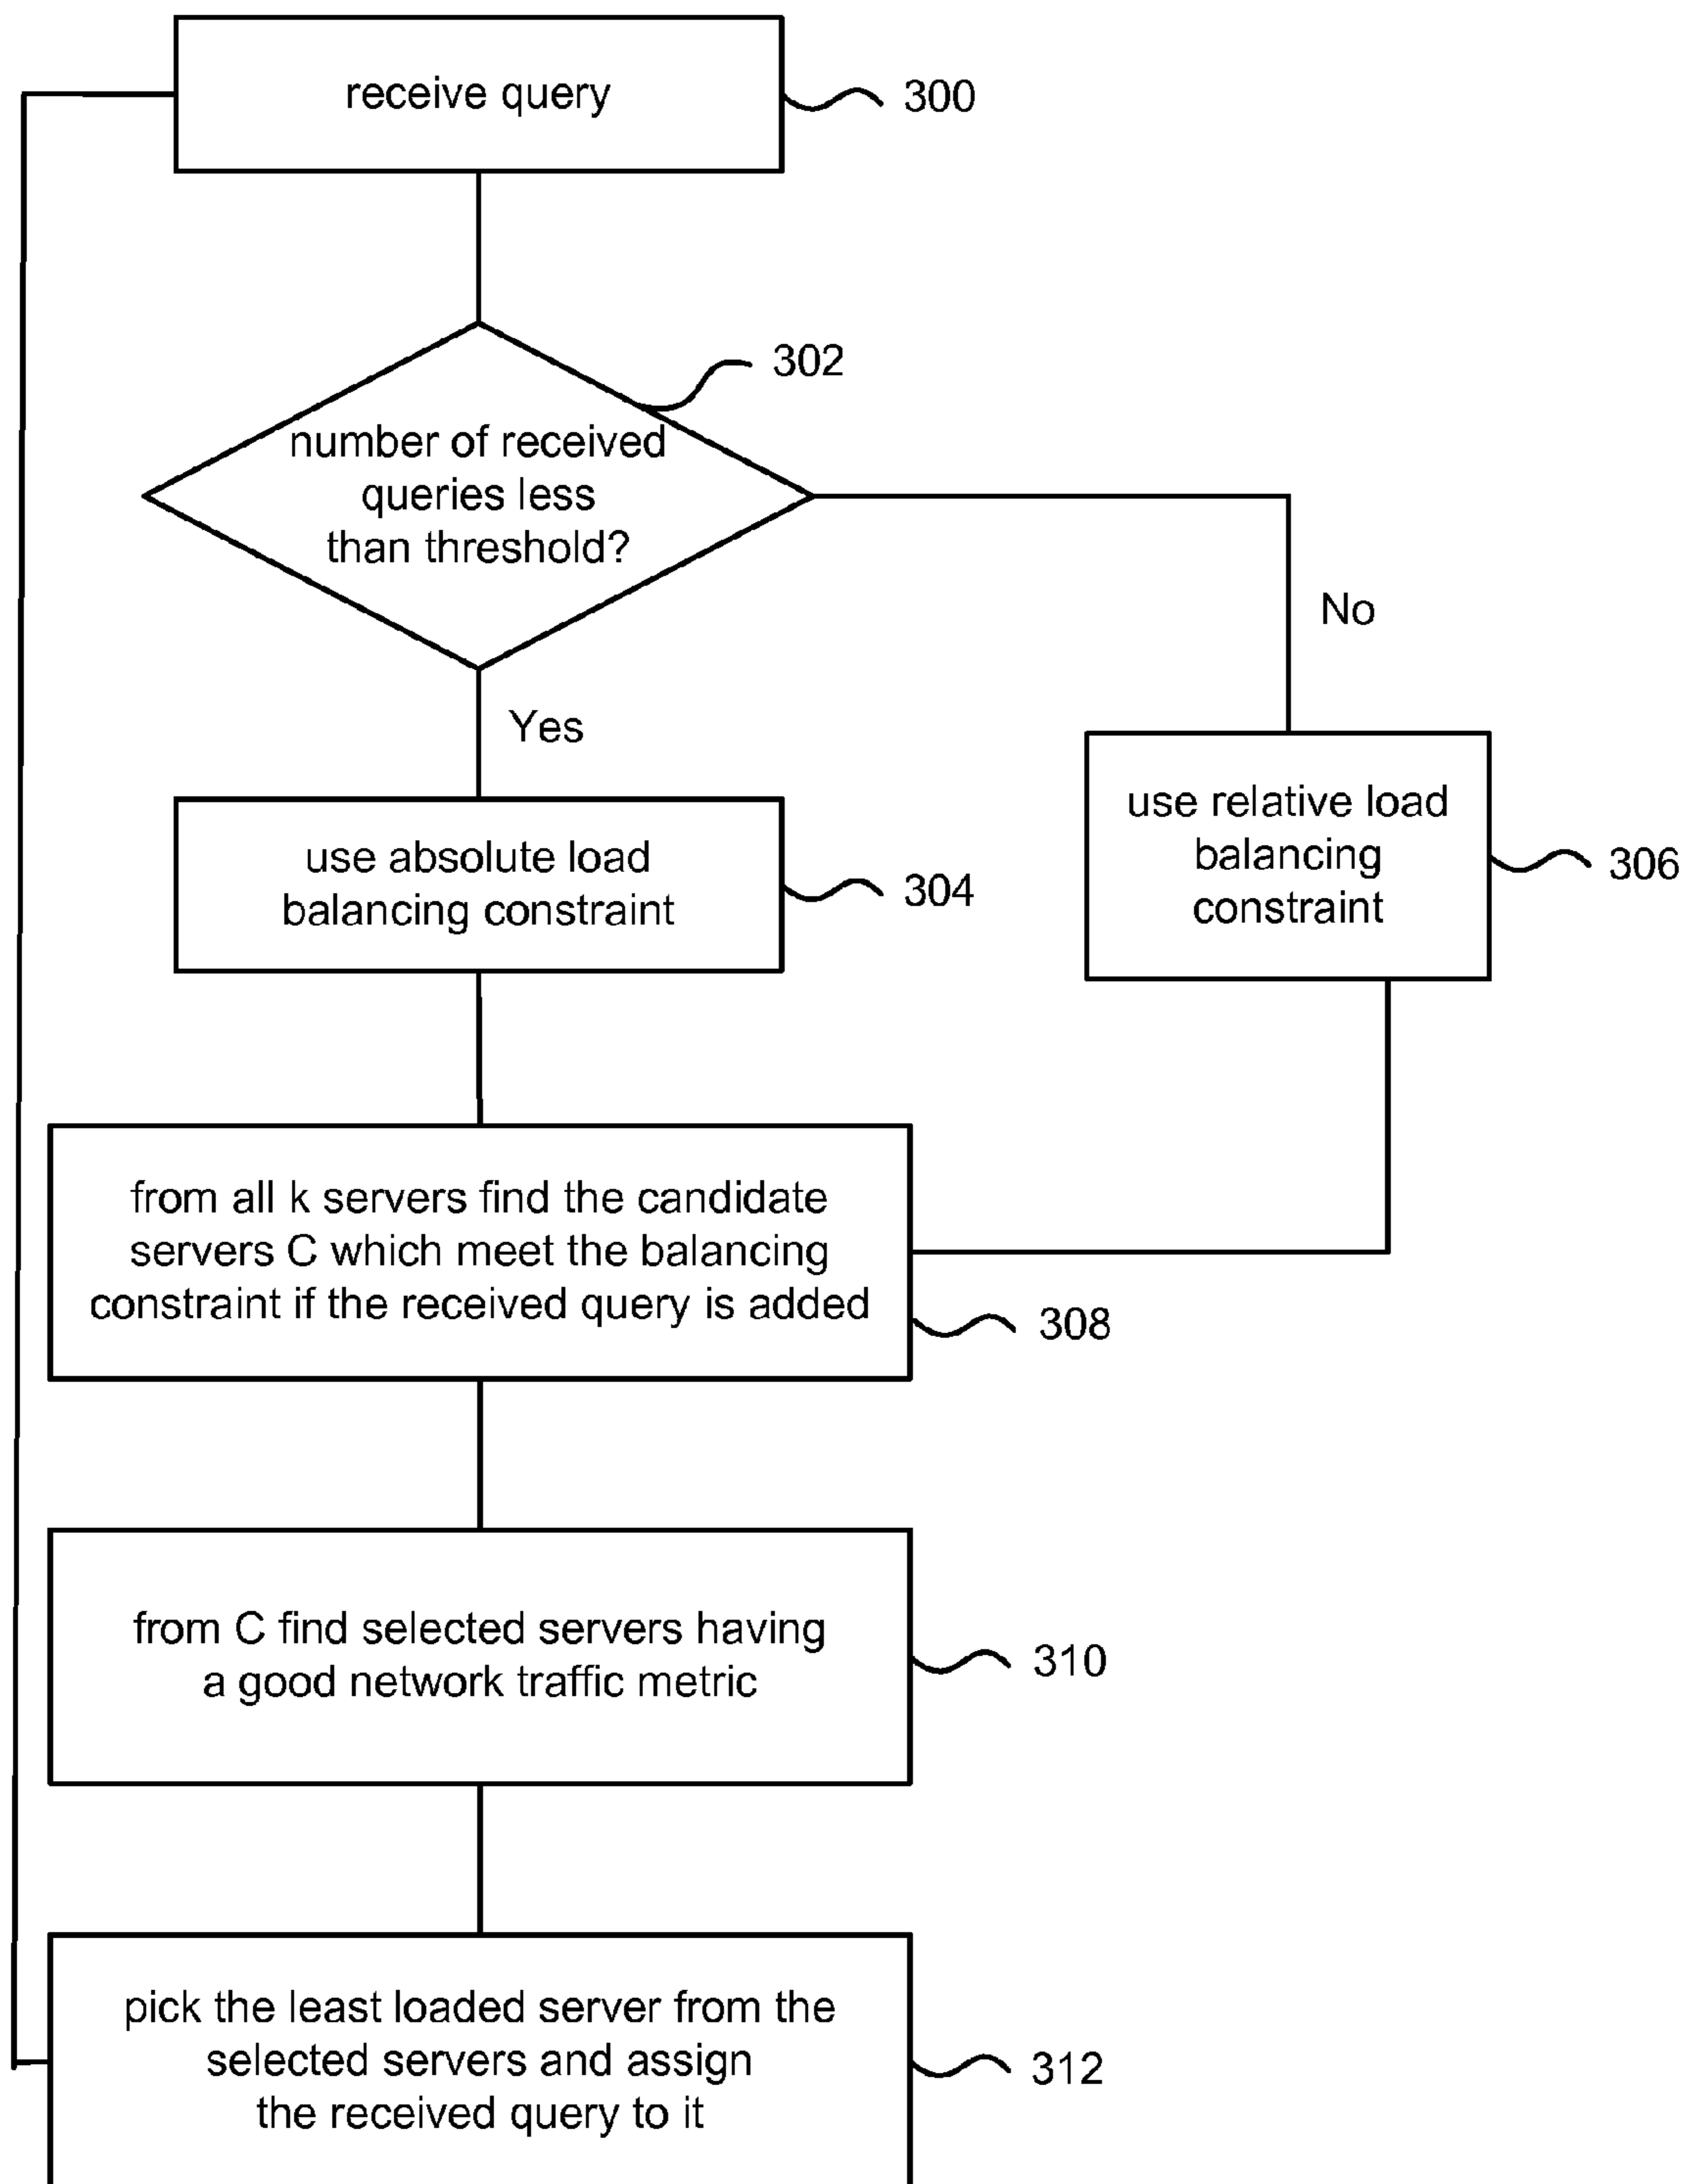 receive query
300
302
number of received
queries less
than threshold?
No
Yes
use absolute load
balancing constraint
304
use relative load
balancing
constraint
306
from all k servers find the candidate
servers C which meet the balancing
constraint if the received query is added
308
from C find selected servers having
a good network traffic metric
310
pick the least loaded server from the
selected servers and assign
the received query to it
312